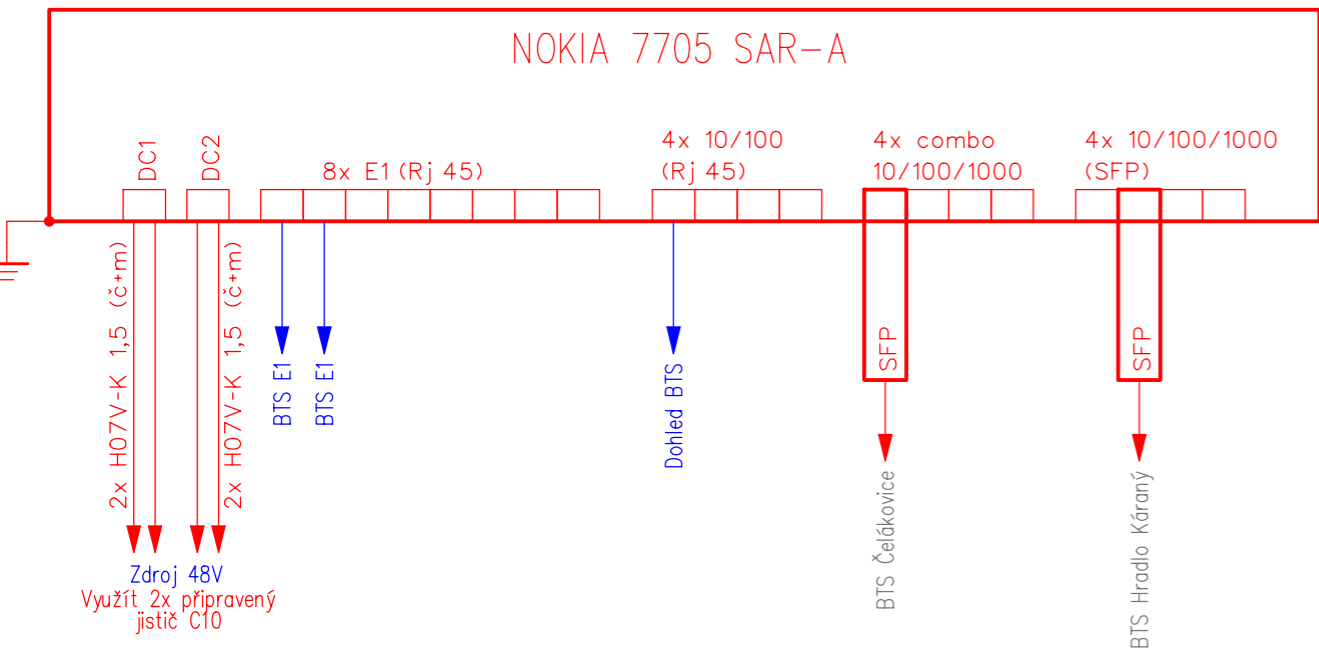 NOKIA 7705 SAR-A
DC1
DC2
8x E1 (Rj 45)
4x 10/100
(Rj 45)
4x combo
10/100/1000
4x 10/100/1000
(SFP)
2x H07V-K 1,5 (č+m)
2x H07V-K 1,5 (č+m)
BTS E1
BTS E1
Dohled BTS
SFP
SFP
BTS Čelákovice
BTS Hradlo Káraný
Zdroj 48V
Využít 2x připravený
jistič C10